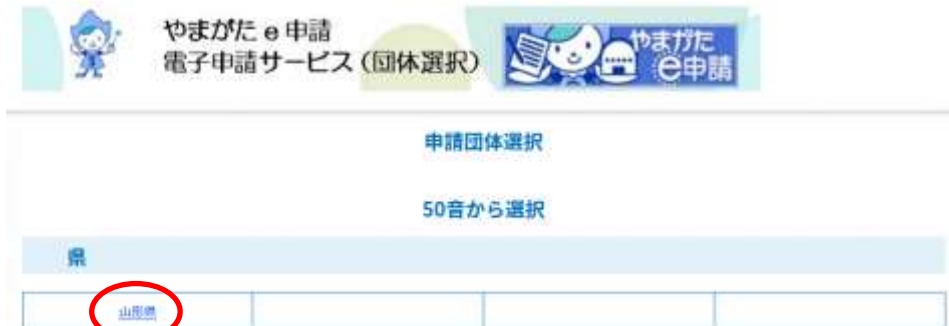 やまがたe申請
電子申請サービス（団体選択）
やまがた
e申請
申請団体選択
50音から選択
県
山形県